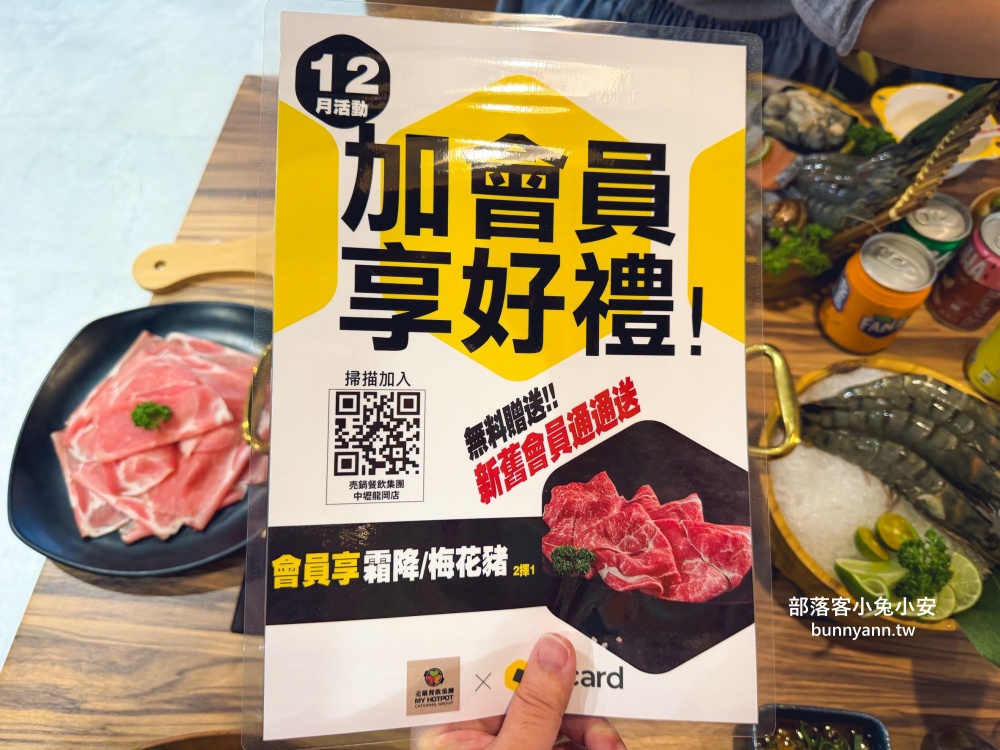 12
月活動
加會員
享好禮!
掃描加入
売鍋餐飲集團
中壢龍岡店
無料贈送!!
新舊會員通通送
會員享霜降/梅花豬 2擇1
MY HOTPOT
CATERING GROUP
×
card
FANTA
部落客小兔小安
bunnyann.tw